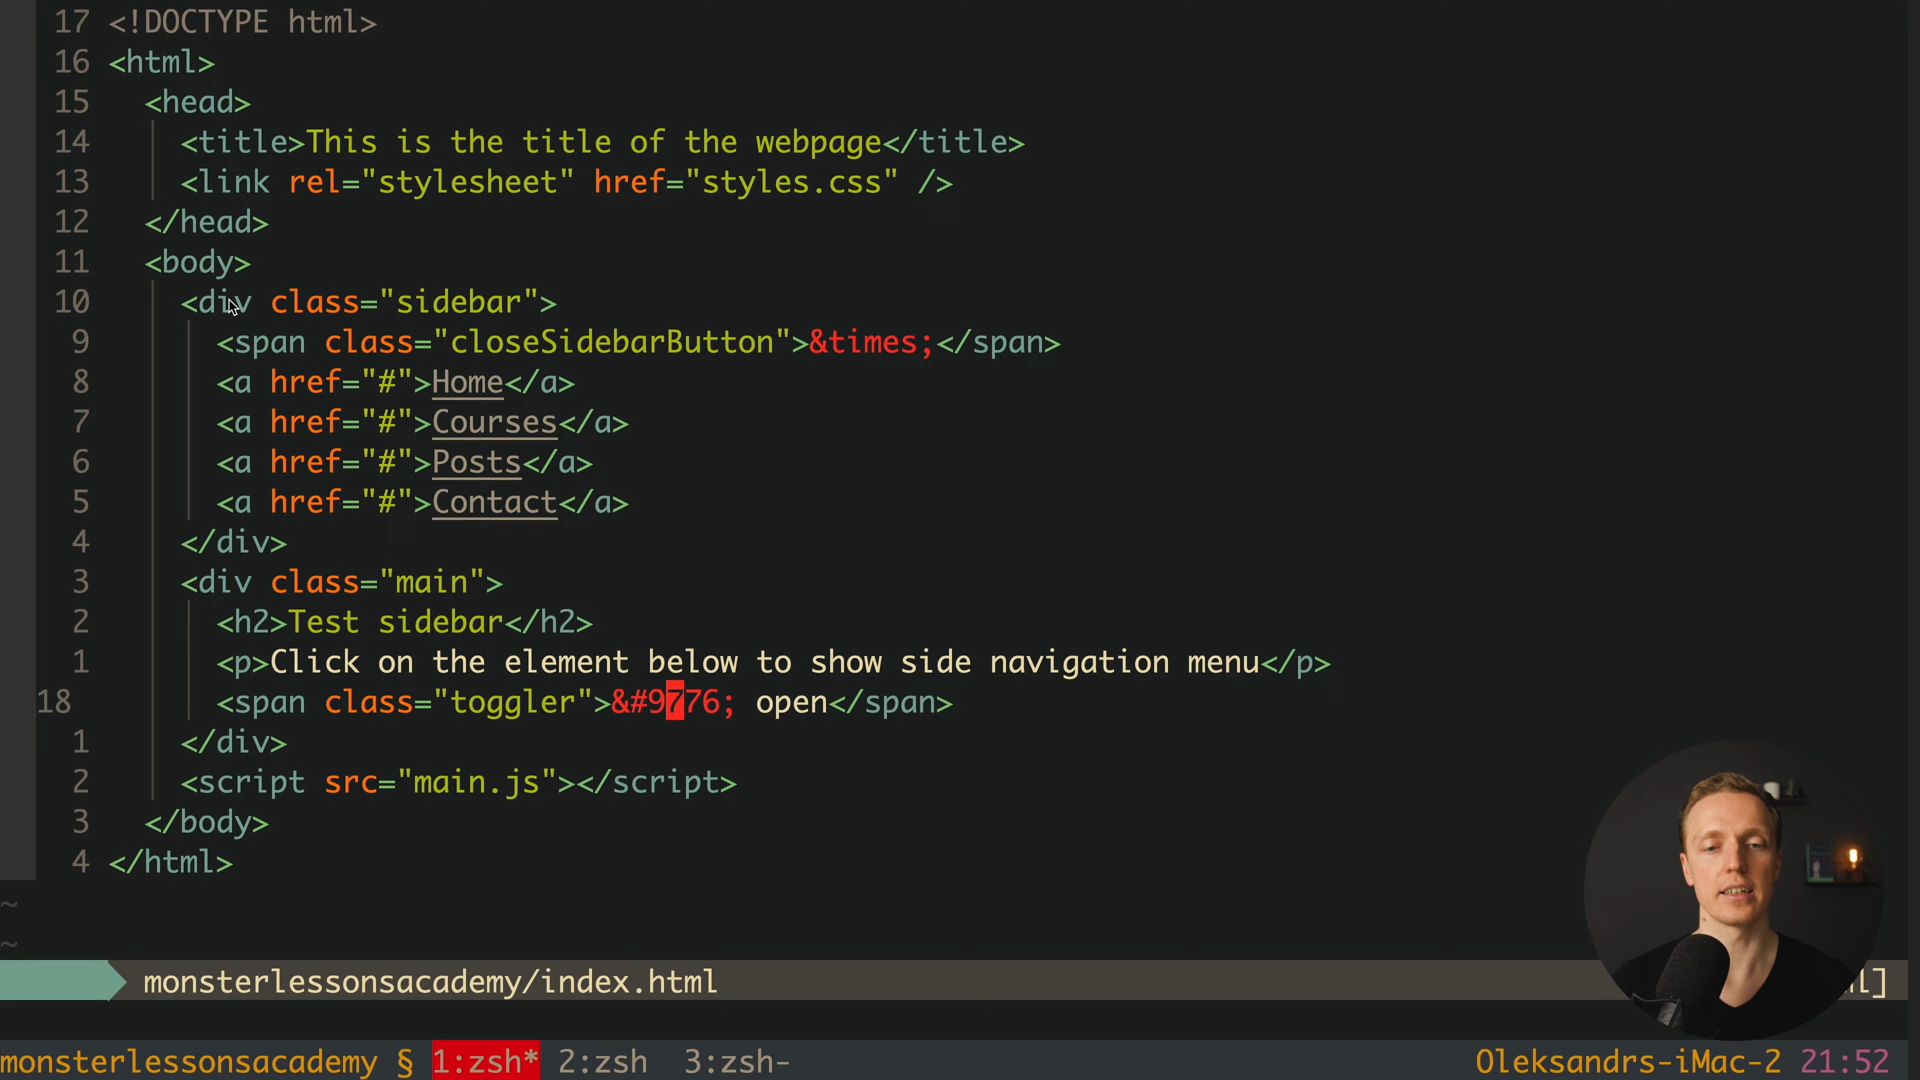 17 <!DOCTYPE html>
16 <html>
15 <head>
14 <title>This is the title of the webpage</title>
13 <link rel="stylesheet" href="styles.css" />
12 </head>
11 <body>
10 <div class="sidebar">
9 <span class="closeSidebarButton">&times;</span>
8 <a href="#">Home</a>
7 <a href="#">Courses</a>
6 <a href="#">Posts</a>
5 <a href="#">Contact</a>
4 </div>
3 <div class="main">
2 <h2>Test sidebar</h2>
1 <p>Click on the element below to show side navigation menu</p>
18 <span class="toggler">&#9776; open</span>
1 </div>
2 <script src="main.js"></script>
3 </body>
4 </html>
~
~
monsterlessonsacademy/index.html l]
monsterlessonsacademy § 1:zsh* 2:zsh 3:zsh- Oleksandrs-iMac-2 21:52